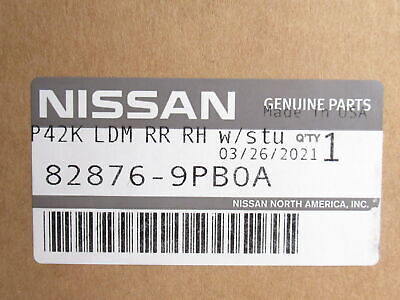 NISSAN
GENUINE PARTS
Made in USA
P42K LDM RR RH w/stu
Q'TY 1
03/26/2021
82876-9PB0A
NISSAN NORTH AMERICA, INC.